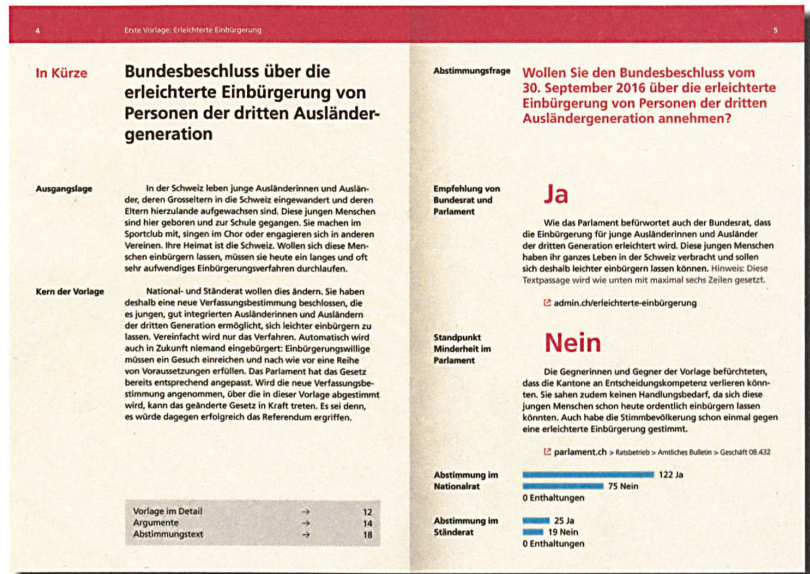 4
Erste Vorlage: Erleichterte Einbürgerung
In Kürze
Bundesbeschluss über die
erleichterte Einbürgerung von
Personen der dritten Ausländer-
generation
Ausgangslage
In der Schweiz leben junge Ausländerinnen und Auslän-
der, deren Grosseltern in die Schweiz eingewandert und deren
Eltern hierzulande aufgewachsen sind. Diese jungen Menschen
sind hier geboren und zur Schule gegangen. Sie machen im
Sportclub mit, singen im Chor oder engagieren sich in anderen
Vereinen. Ihre Heimat ist die Schweiz. Wollen sich diese Men-
schen einbürgern lassen, müssen sie heute ein langes und oft
sehr aufwendiges Einbürgerungsverfahren durchlaufen.
Kern der Vorlage
National- und Ständerat wollen dies ändern. Sie haben
deshalb eine neue Verfassungsbestimmung beschlossen, die
es jungen, gut integrierten Ausländerinnen und Ausländern
der dritten Generation ermöglicht, sich leichter einbürgern zu
lassen. Vereinfacht wird nur das Verfahren. Automatisch wird
auch in Zukunft niemand eingebürgert: Einbürgerungswillige
müssen ein Gesuch einreichen und nach wie vor eine Reihe
von Voraussetzungen erfüllen. Das Parlament hat das Gesetz
bereits entsprechend angepasst. Wird die neue Verfassungsbe-
stimmung angenommen, über die in dieser Vorlage abgestimmt
wird, kann das geänderte Gesetz in Kraft treten. Es sei denn,
es würde dagegen erfolgreich das Referendum ergriffen.
Vorlage im Detail → 12
Argumente → 14
Abstimmungstext → 18
5
Abstimmungsfrage
Wollen Sie den Bundesbeschluss vom
30. September 2016 über die erleichterte
Einbürgerung von Personen der dritten
Ausländergeneration annehmen?
Empfehlung von
Bundesrat und
Parlament
Ja
Wie das Parlament befürwortet auch der Bundesrat, dass
die Einbürgerung für junge Ausländerinnen und Ausländer
der dritten Generation erleichtert wird. Diese jungen Menschen
haben ihr ganzes Leben in der Schweiz verbracht und sollen
sich deshalb leichter einbürgern lassen können. Hinweis: Diese
Textpassage wird wie unten mit maximal sechs Zeilen gesetzt.
admin.ch/erleichterte-einbürgerung
Standpunkt
Minderheit im
Parlament
Nein
Die Gegnerinnen und Gegner der Vorlage befürchteten,
dass die Kantone an Entscheidungskompetenz verlieren könn-
ten. Sie sahen zudem keinen Handlungsbedarf, da sich diese
jungen Menschen schon heute ordentlich einbürgern lassen
könnten. Auch habe die Stimmbevölkerung schon einmal gegen
eine erleichterte Einbürgerung gestimmt.
parlament.ch > Ratsbetrieb > Amtliches Bulletin > Geschäft 08.432
Abstimmung im
Nationalrat
122 Ja
75 Nein
0 Enthaltungen
Abstimmung im
Ständerat
25 Ja
19 Nein
0 Enthaltungen